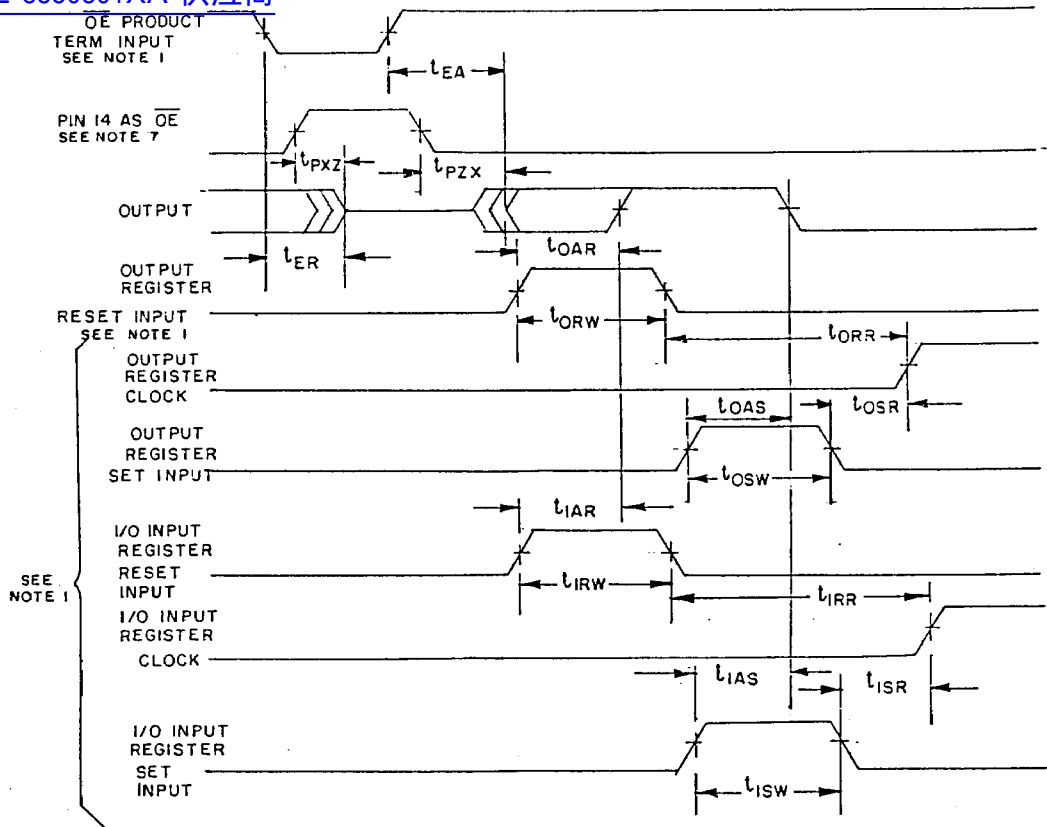 OE PRODUCT
TERM INPUT
SEE NOTE 1
tEA
PIN 14 AS OE
SEE NOTE 7
tPXZ
tPZX
OUTPUT
tER
tOAR
OUTPUT
REGISTER
RESET INPUT
SEE NOTE 1
tORW
tORR
OUTPUT
REGISTER
CLOCK
tOAS
tOSR
OUTPUT
REGISTER
SET INPUT
tOSW
tIAR
I/O INPUT
REGISTER
RESET
INPUT
tIRW
tIRR
SEE
NOTE 1
I/O INPUT
REGISTER
CLOCK
tIAS
tISR
I/O INPUT
REGISTER
SET
INPUT
tISW